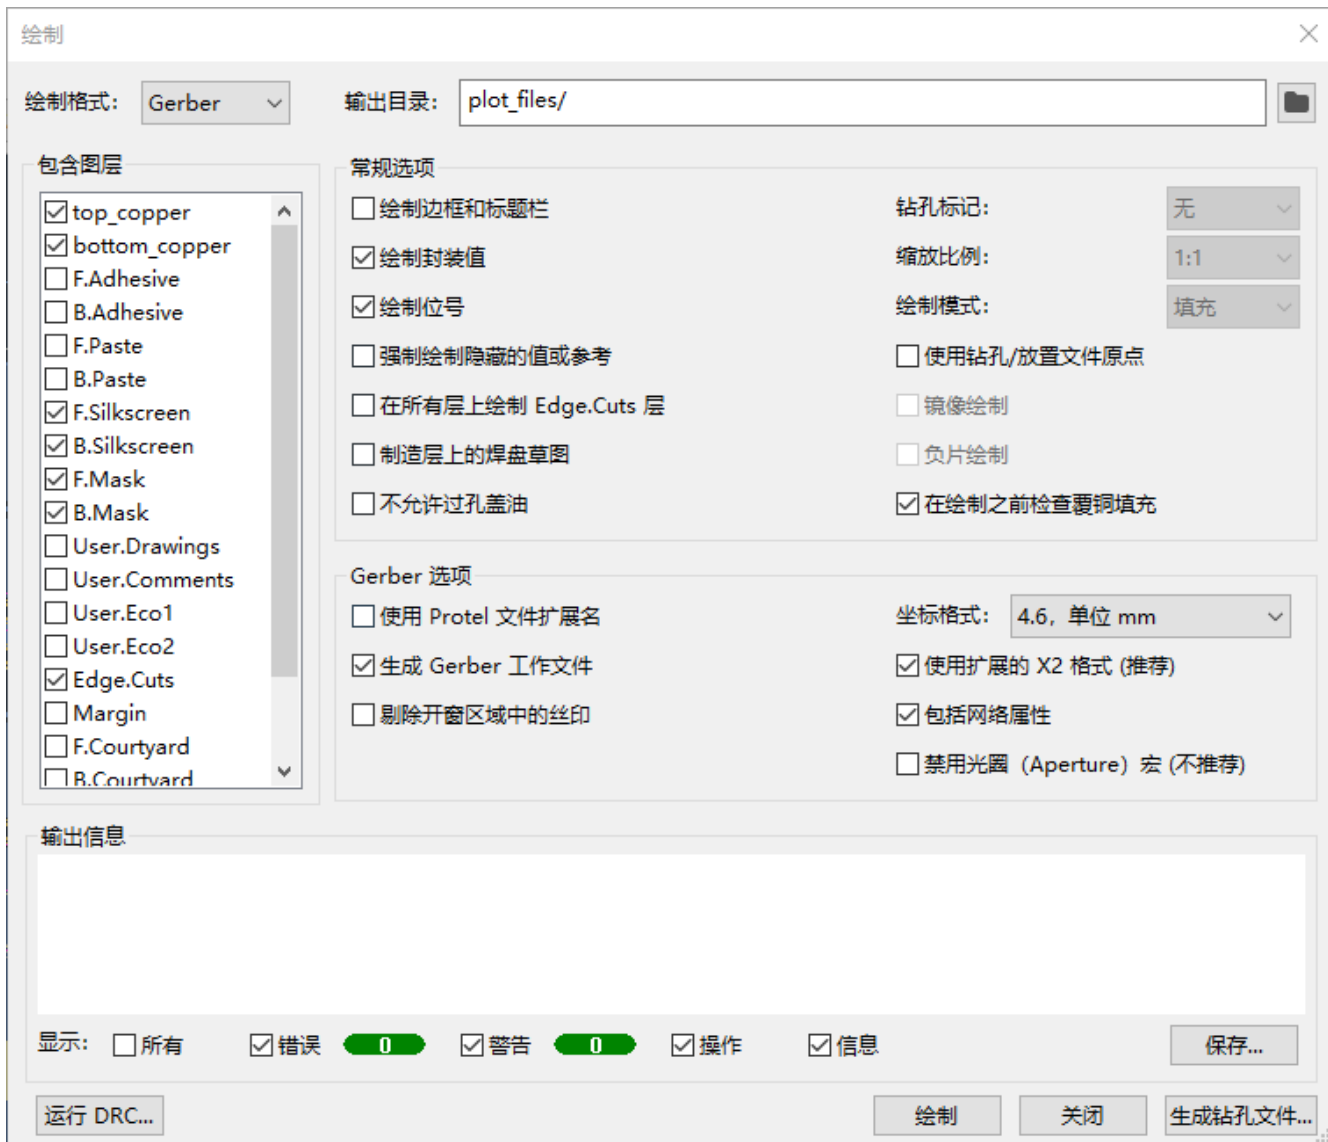 绘制
绘制格式： Gerber 输出目录： plot_files/
包含图层
top_copper
bottom_copper
F.Adhesive
B.Adhesive
F.Paste
B.Paste
F.Silkscreen
B.Silkscreen
F.Mask
B.Mask
User.Drawings
User.Comments
User.Eco1
User.Eco2
Edge.Cuts
Margin
F.Courtyard
B.Courtyard
常规选项
绘制边框和标题栏 钻孔标记： 无
绘制封装值 缩放比例： 1:1
绘制位号 绘制模式： 填充
强制绘制隐藏的值或参考 使用钻孔/放置文件原点
在所有层上绘制 Edge.Cuts 层 镜像绘制
制造层上的焊盘草图 负片绘制
不允许过孔盖油 在绘制之前检查覆铜填充
Gerber 选项
使用 Protel 文件扩展名 坐标格式： 4.6，单位 mm
生成 Gerber 工作文件 使用扩展的 X2 格式 (推荐)
剔除开窗区域中的丝印 包括网络属性
禁用光圈（Aperture）宏 (不推荐)
输出信息
显示： 所有 错误 0 警告 0 操作 信息 保存...
运行 DRC... 绘制 关闭 生成钻孔文件...